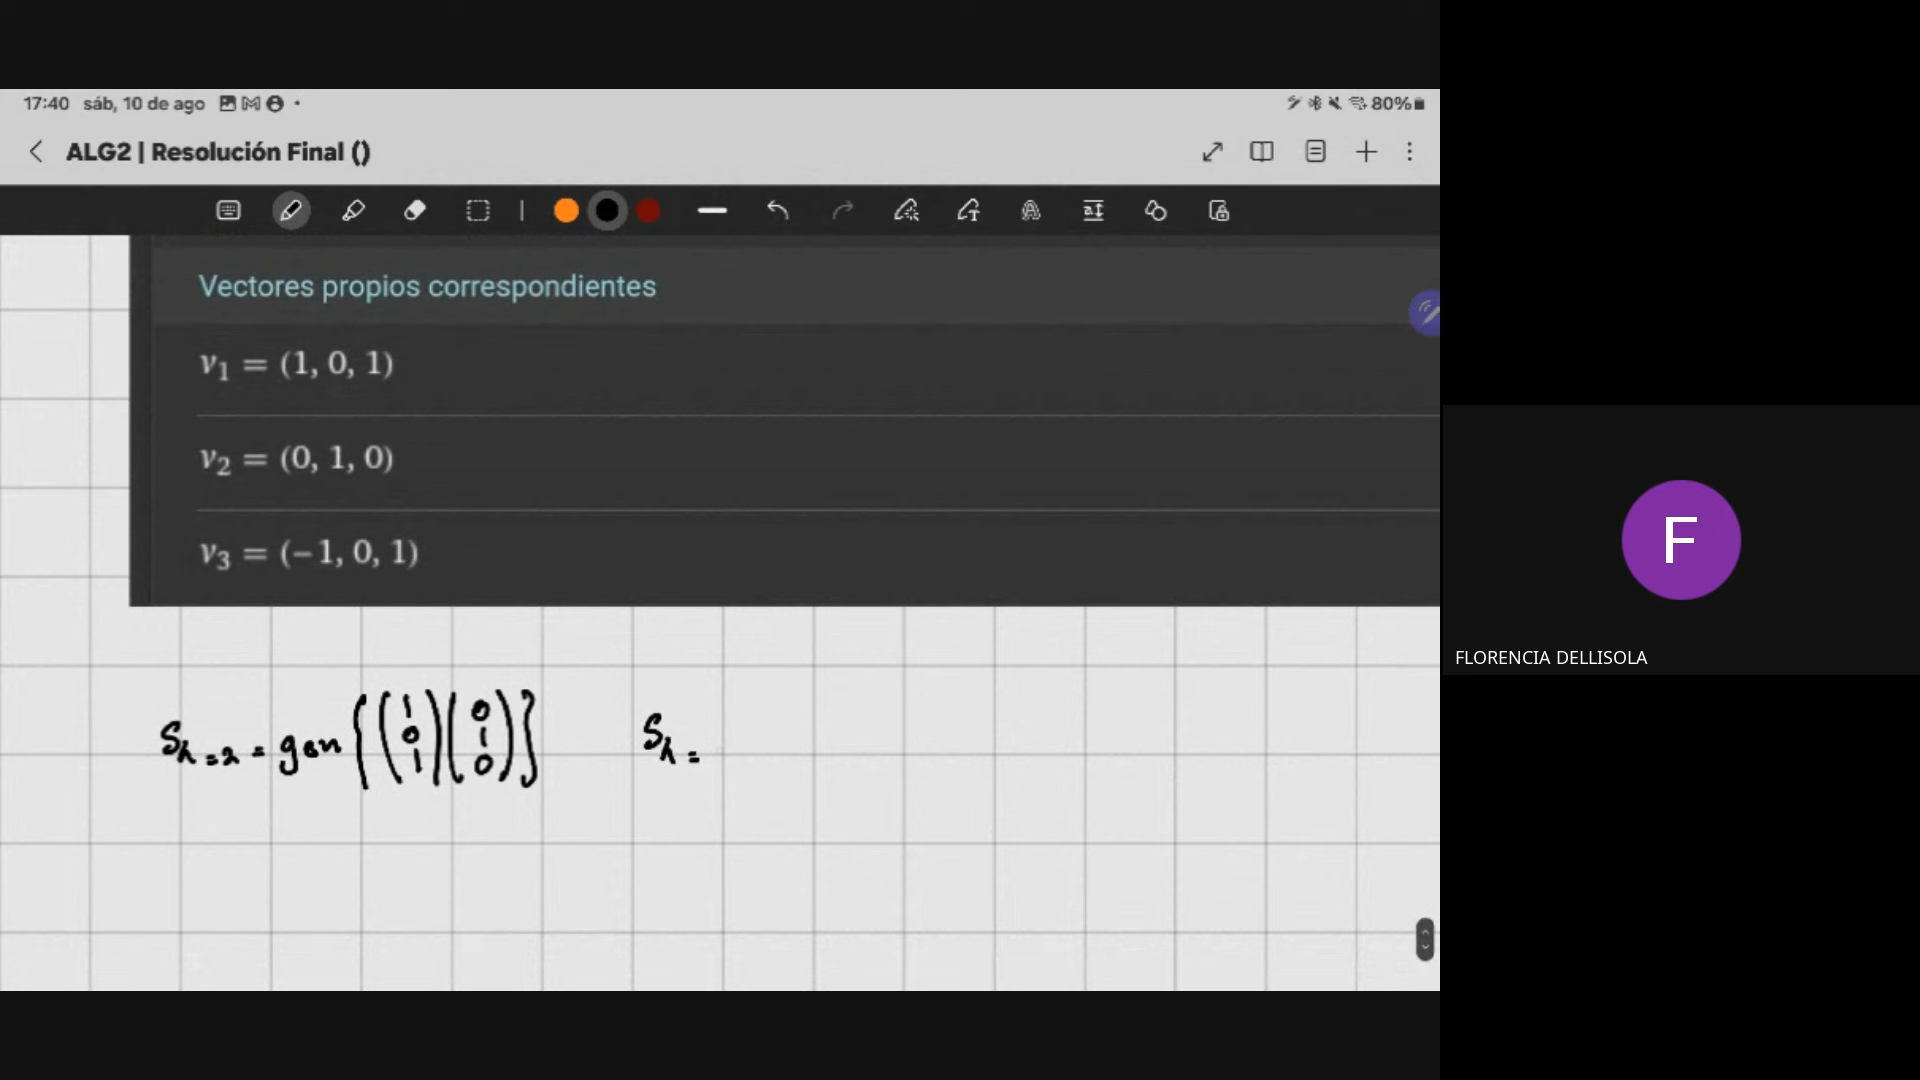 17:40 sáb, 10 de ago
80%
ALG2 | Resolución Final ()
Vectores propios correspondientes
v₁ = (1, 0, 1)
v₂ = (0, 1, 0)
v₃ = (−1, 0, 1)
S_λ=2 = gen {(1 0 1)(0 1 0)} S_λ=
F
FLORENCIA DELLISOLA